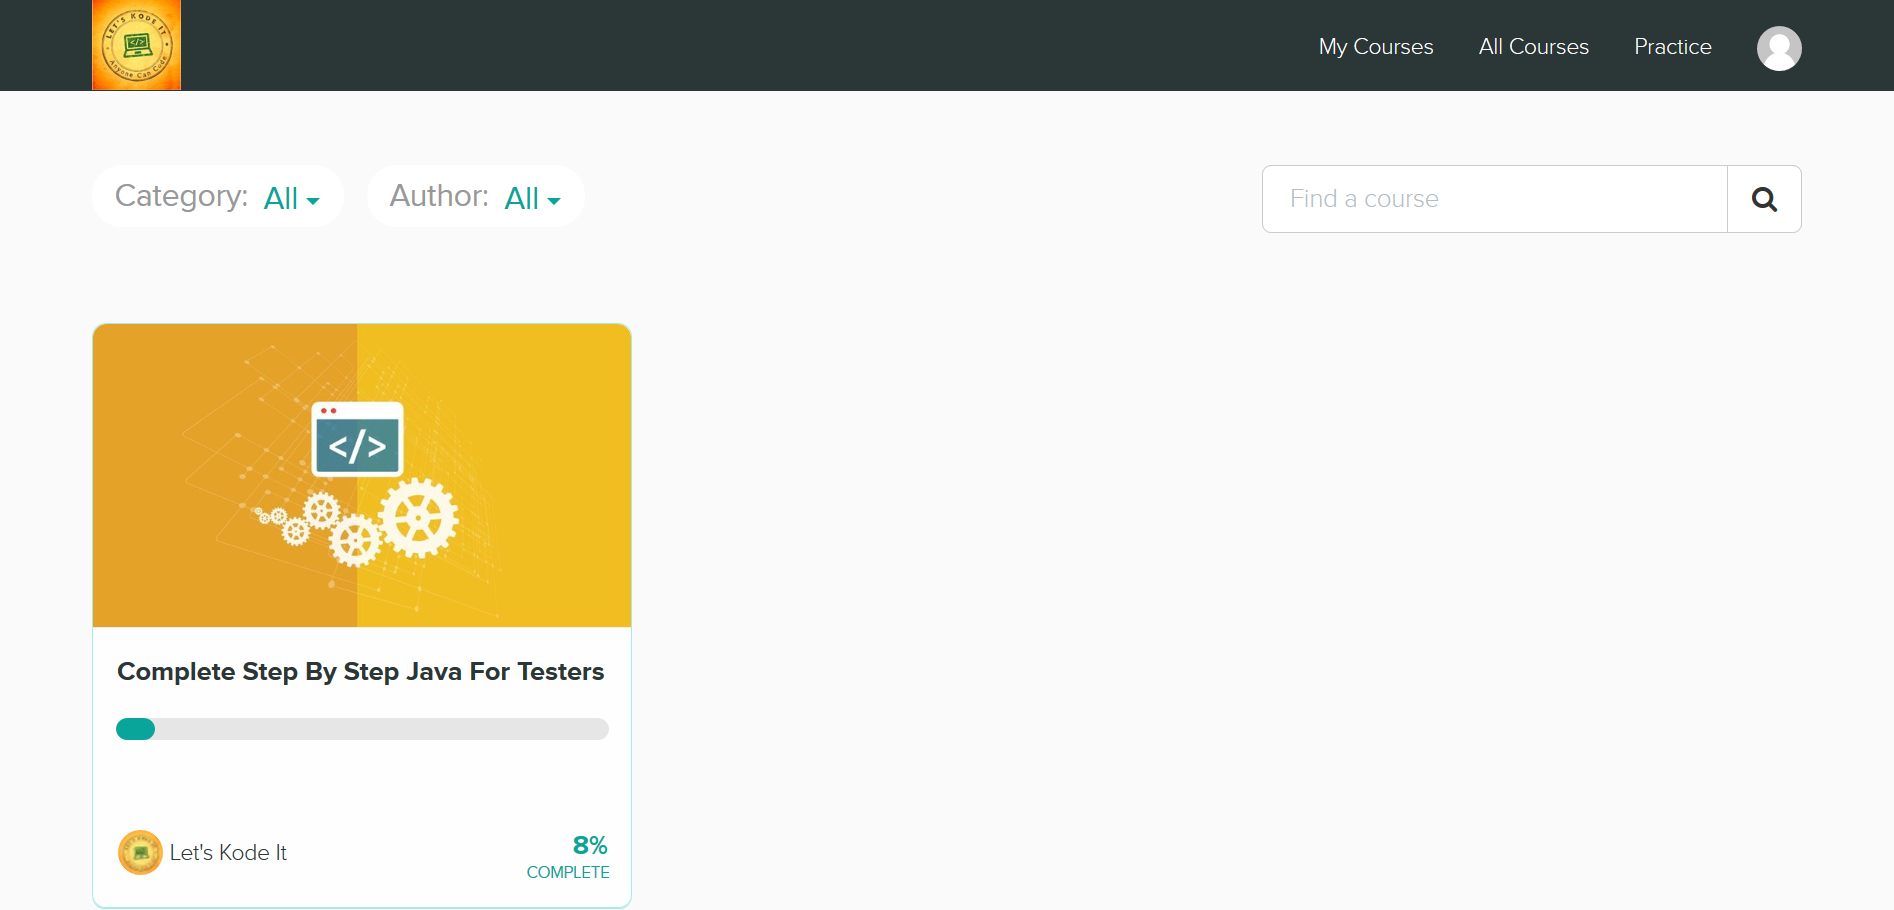 LET'S KODE IT
Anyone Can Code
My Courses
All Courses
Practice
Category: All
Author: All
Find a course
</>
Complete Step By Step Java For Testers
Let's Kode It
8%
COMPLETE